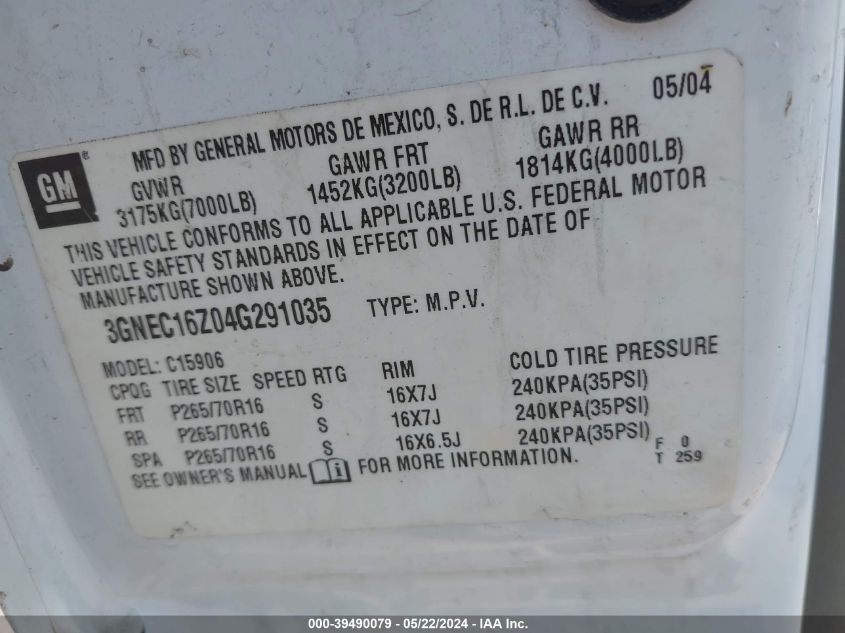 MFD BY GENERAL MOTORS DE MEXICO, S. DE R.L. DE C.V. 05/04
GM ®
GVWR GAWR FRT GAWR RR
3175KG(7000LB) 1452KG(3200LB) 1814KG(4000LB)
THIS VEHICLE CONFORMS TO ALL APPLICABLE U.S. FEDERAL MOTOR
VEHICLE SAFETY STANDARDS IN EFFECT ON THE DATE OF
MANUFACTURE SHOWN ABOVE.
3GNEC16Z04G291035 TYPE: M.P.V.
MODEL: C15906
CPQG TIRE SIZE SPEED RTG RIM COLD TIRE PRESSURE
FRT P265/70R16 S 16X7J 240KPA(35PSI)
RR P265/70R16 S 16X7J 240KPA(35PSI)
SPA P265/70R16 S 16X6.5J 240KPA(35PSI)
SEE OWNER'S MANUAL i FOR MORE INFORMATION.
F 0
T 259
000-39490079 - 05/22/2024 - IAA Inc.